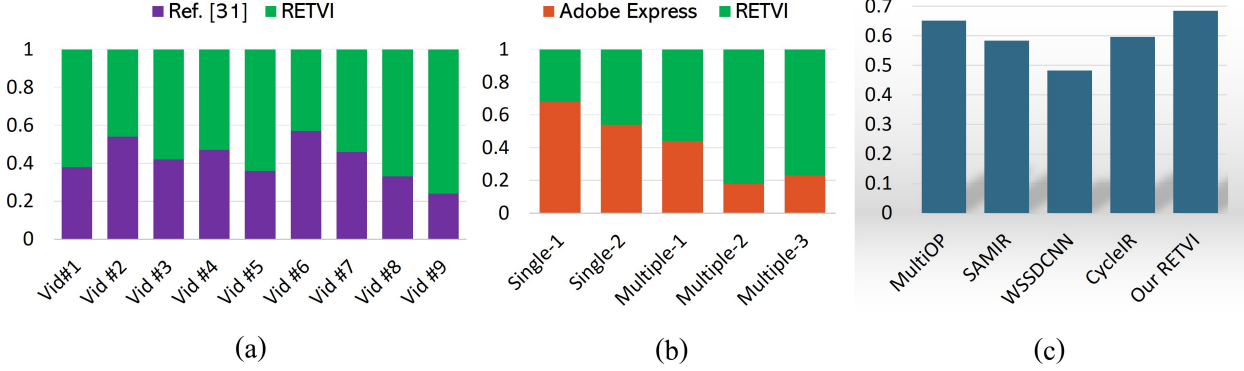 Ref. [31] RETVI
1
0.8
0.6
0.4
0.2
0
Vid#1 Vid #2 Vid #3 Vid #4 Vid #5 Vid #6 Vid #7 Vid #8 Vid #9
(a)
Adobe Express RETVI
1
0.8
0.6
0.4
0.2
0
Single-1 Single-2 Multiple-1 Multiple-2 Multiple-3
(b)
0.7
0.6
0.5
0.4
0.3
0.2
0.1
0
MultiOP SAMIR WSSDCNN CycleIR Our RETVI
(c)